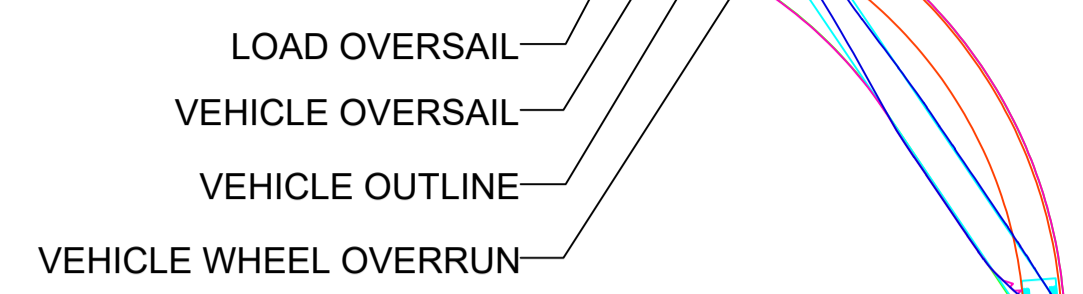 LOAD OVERSAIL
VEHICLE OVERSAIL
VEHICLE OUTLINE
VEHICLE WHEEL OVERRUN